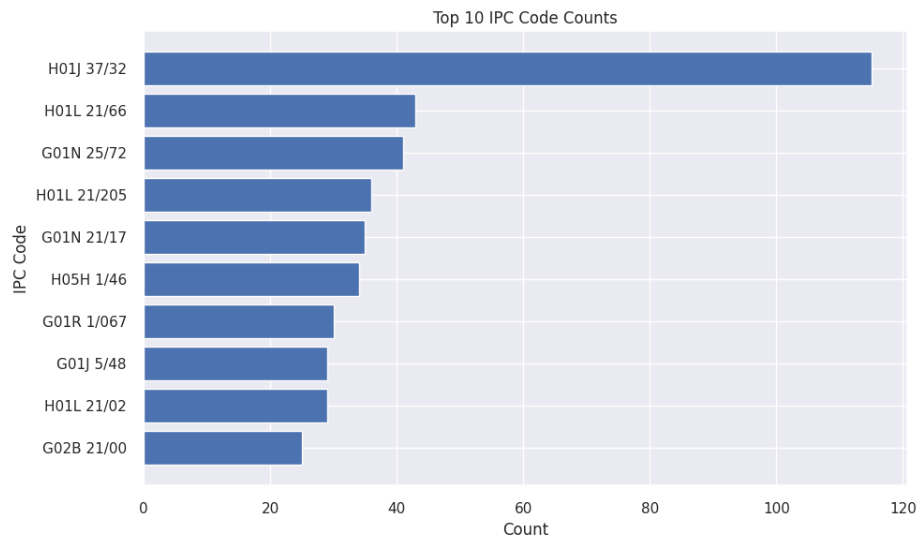 Top 10 IPC Code Counts
IPC Code
H01J 37/32
H01L 21/66
G01N 25/72
H01L 21/205
G01N 21/17
H05H 1/46
G01R 1/067
G01J 5/48
H01L 21/02
G02B 21/00
0 20 40 60 80 100 120
Count